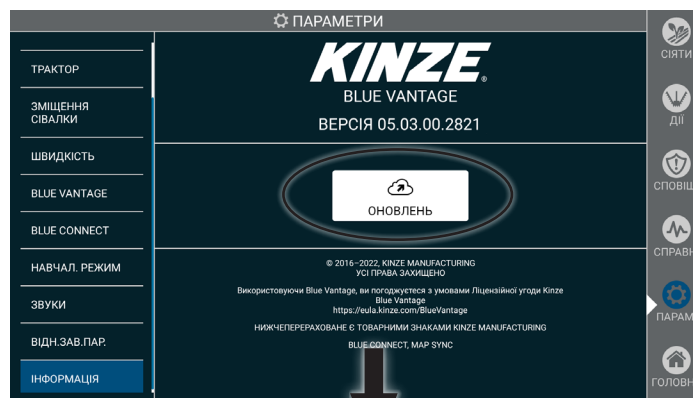 ПАРАМЕТРИ
ТРАКТОР
ЗМІЩЕННЯ
СІВАЛКИ
ШВИДКІСТЬ
BLUE VANTAGE
BLUE CONNECT
НАВЧАЛ. РЕЖИМ
ЗВУКИ
ВІДН.ЗАВ.ПАР.
ІНФОРМАЦІЯ
KINZE®
BLUE VANTAGE
ВЕРСІЯ 05.03.00.2821
ОНОВЛЕНЬ
© 2016–2022, KINZE MANUFACTURING
УСІ ПРАВА ЗАХИЩЕНО
Використовуючи Blue Vantage, ви погоджуєтеся з умовами Ліцензійної угоди Kinze
Blue Vantage
https://eula.kinze.com/BlueVantage
НИЖЧЕПЕРЕРАХОВАНЕ Є ТОВАРНИМИ ЗНАКАМИ KINZE MANUFACTURING
BLUE CONNECT, MAP SYNC
СІЯТИ
ДІЇ
СПОВІЩ
СПРАВН
ПАРАМ
ГОЛОВН